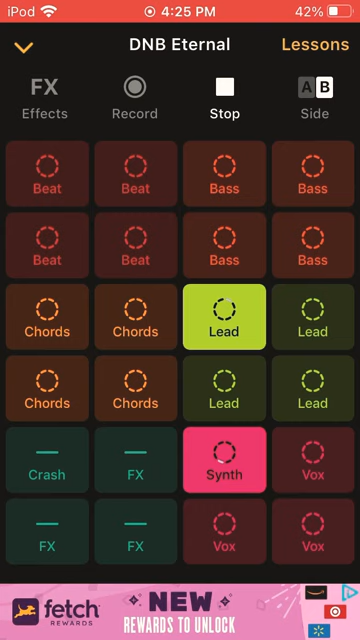 iPod 4:25 PM 42%
DNB Eternal Lessons
FX A B
Effects Record Stop Side
Beat Beat Bass Bass
Beat Beat Bass Bass
Chords Chords Lead Lead
Chords Chords Lead Lead
Crash FX Synth Vox
FX FX Vox Vox
fetch NEW
REWARDS REWARDS TO UNLOCK